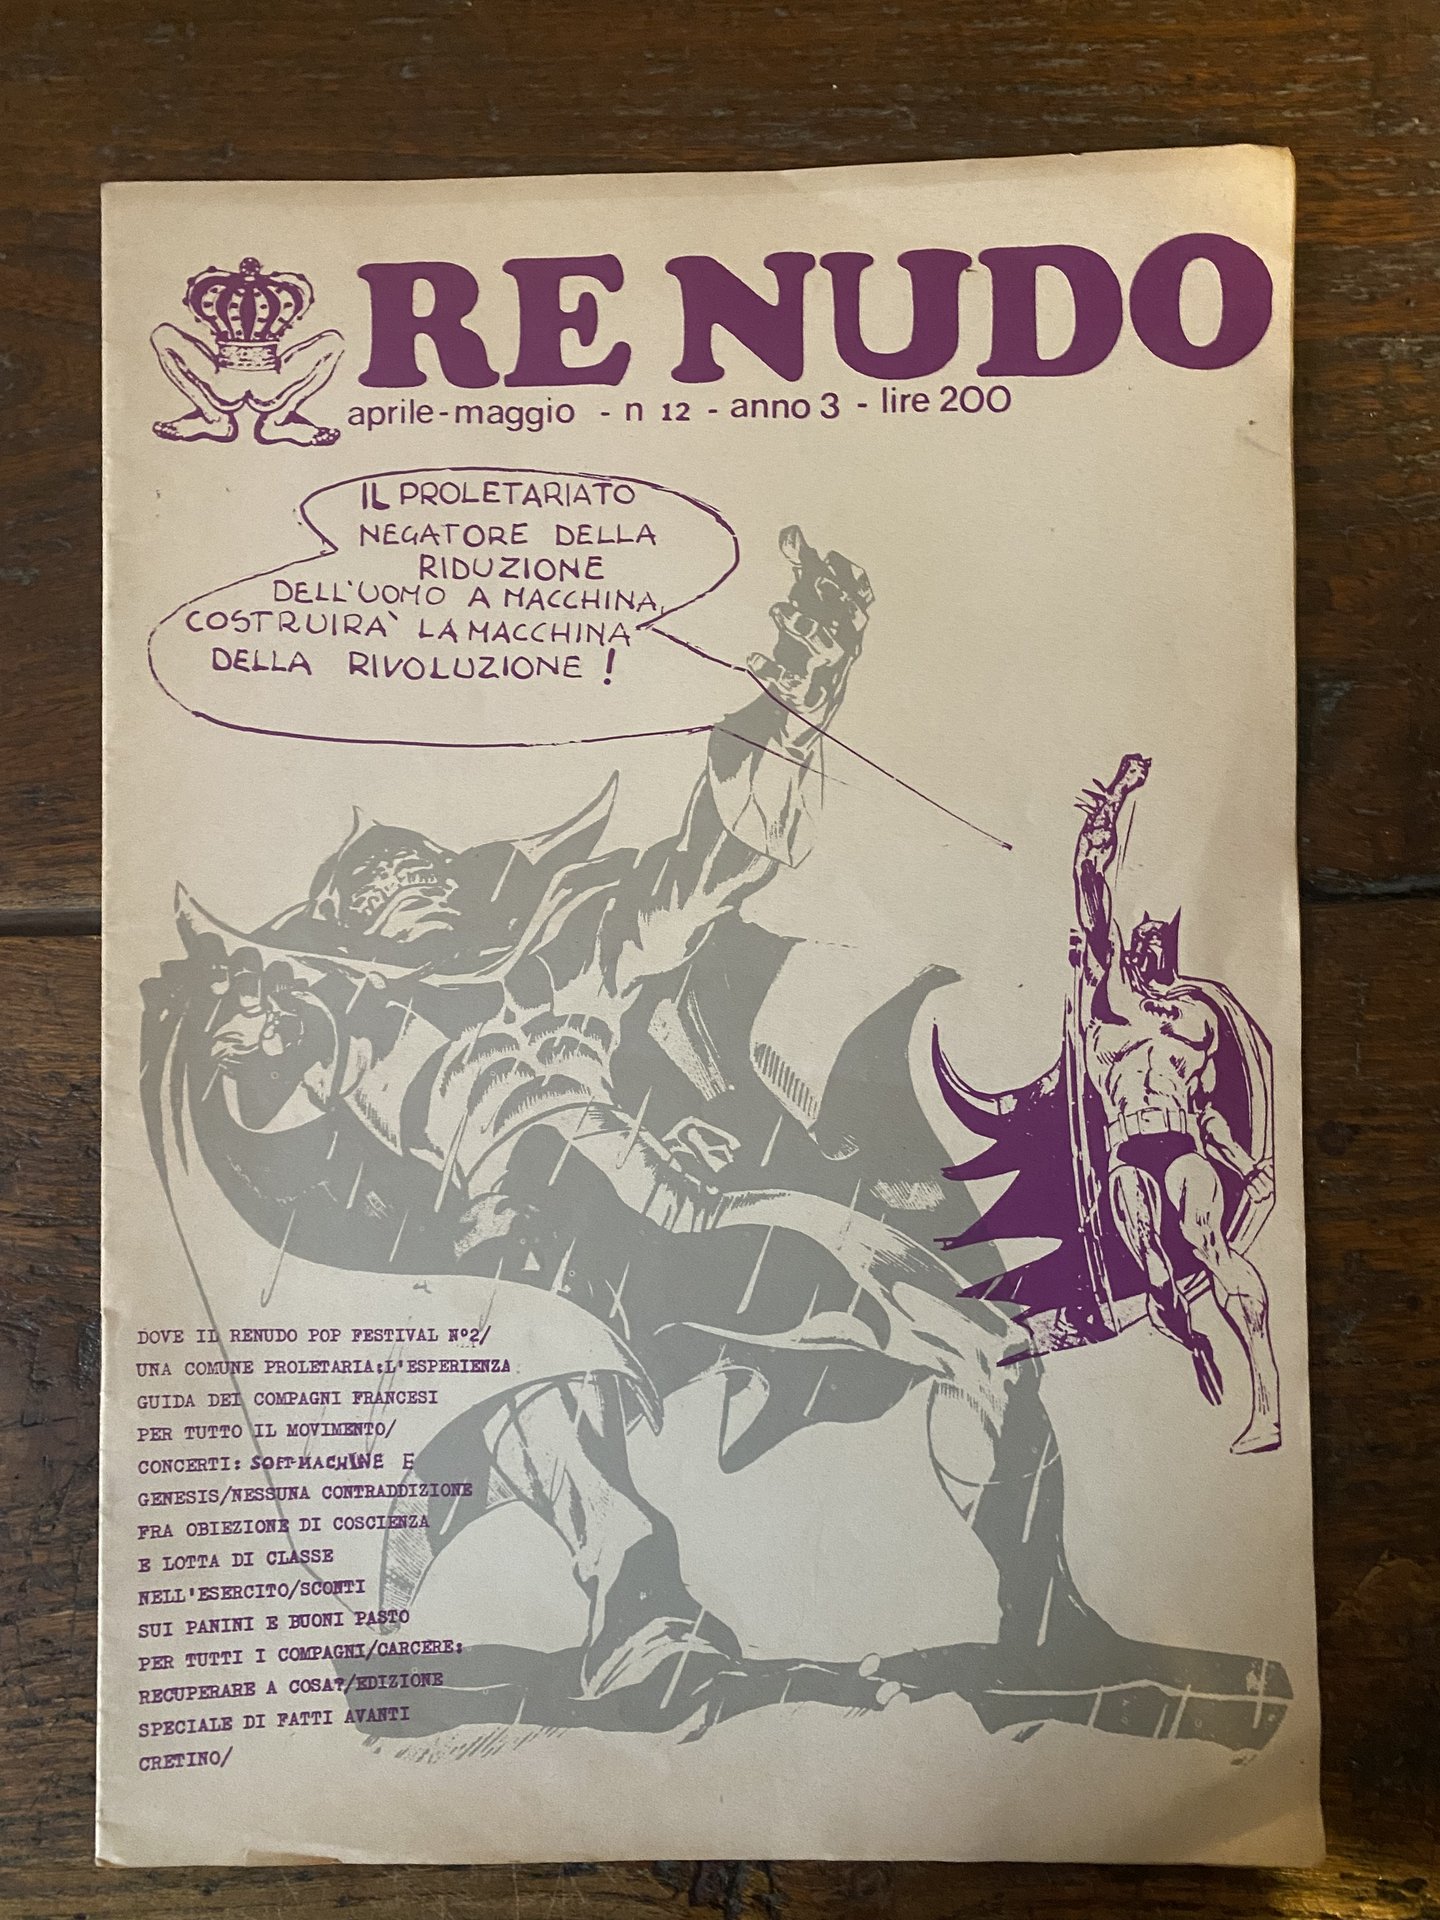 RE NUDO
aprile-maggio - n 12 - anno 3 - lire 200
IL PROLETARIATO
NEGATORE DELLA
RIDUZIONE
DELL'UOMO A MACCHINA,
COSTRUIRA' LA MACCHINA
DELLA RIVOLUZIONE!
DOVE IL RENUDO POP FESTIVAL N°2/
UNA COMUNE PROLETARIA:L'ESPERIENZA
GUIDA DEI COMPAGNI FRANCESI
PER TUTTO IL MOVIMENTO/
CONCERTI: SOFT-MACHINE E
GENESIS/NESSUNA CONTRADDIZIONE
FRA OBIEZIONE DI COSCIENZA
E LOTTA DI CLASSE
NELL'ESERCITO/SCONTI
SUI PANINI E BUONI PASTO
PER TUTTI I COMPAGNI/CARCERE:
RECUPERARE A COSA?/EDIZIONE
SPECIALE DI FATTI AVANTI
CRETINO/